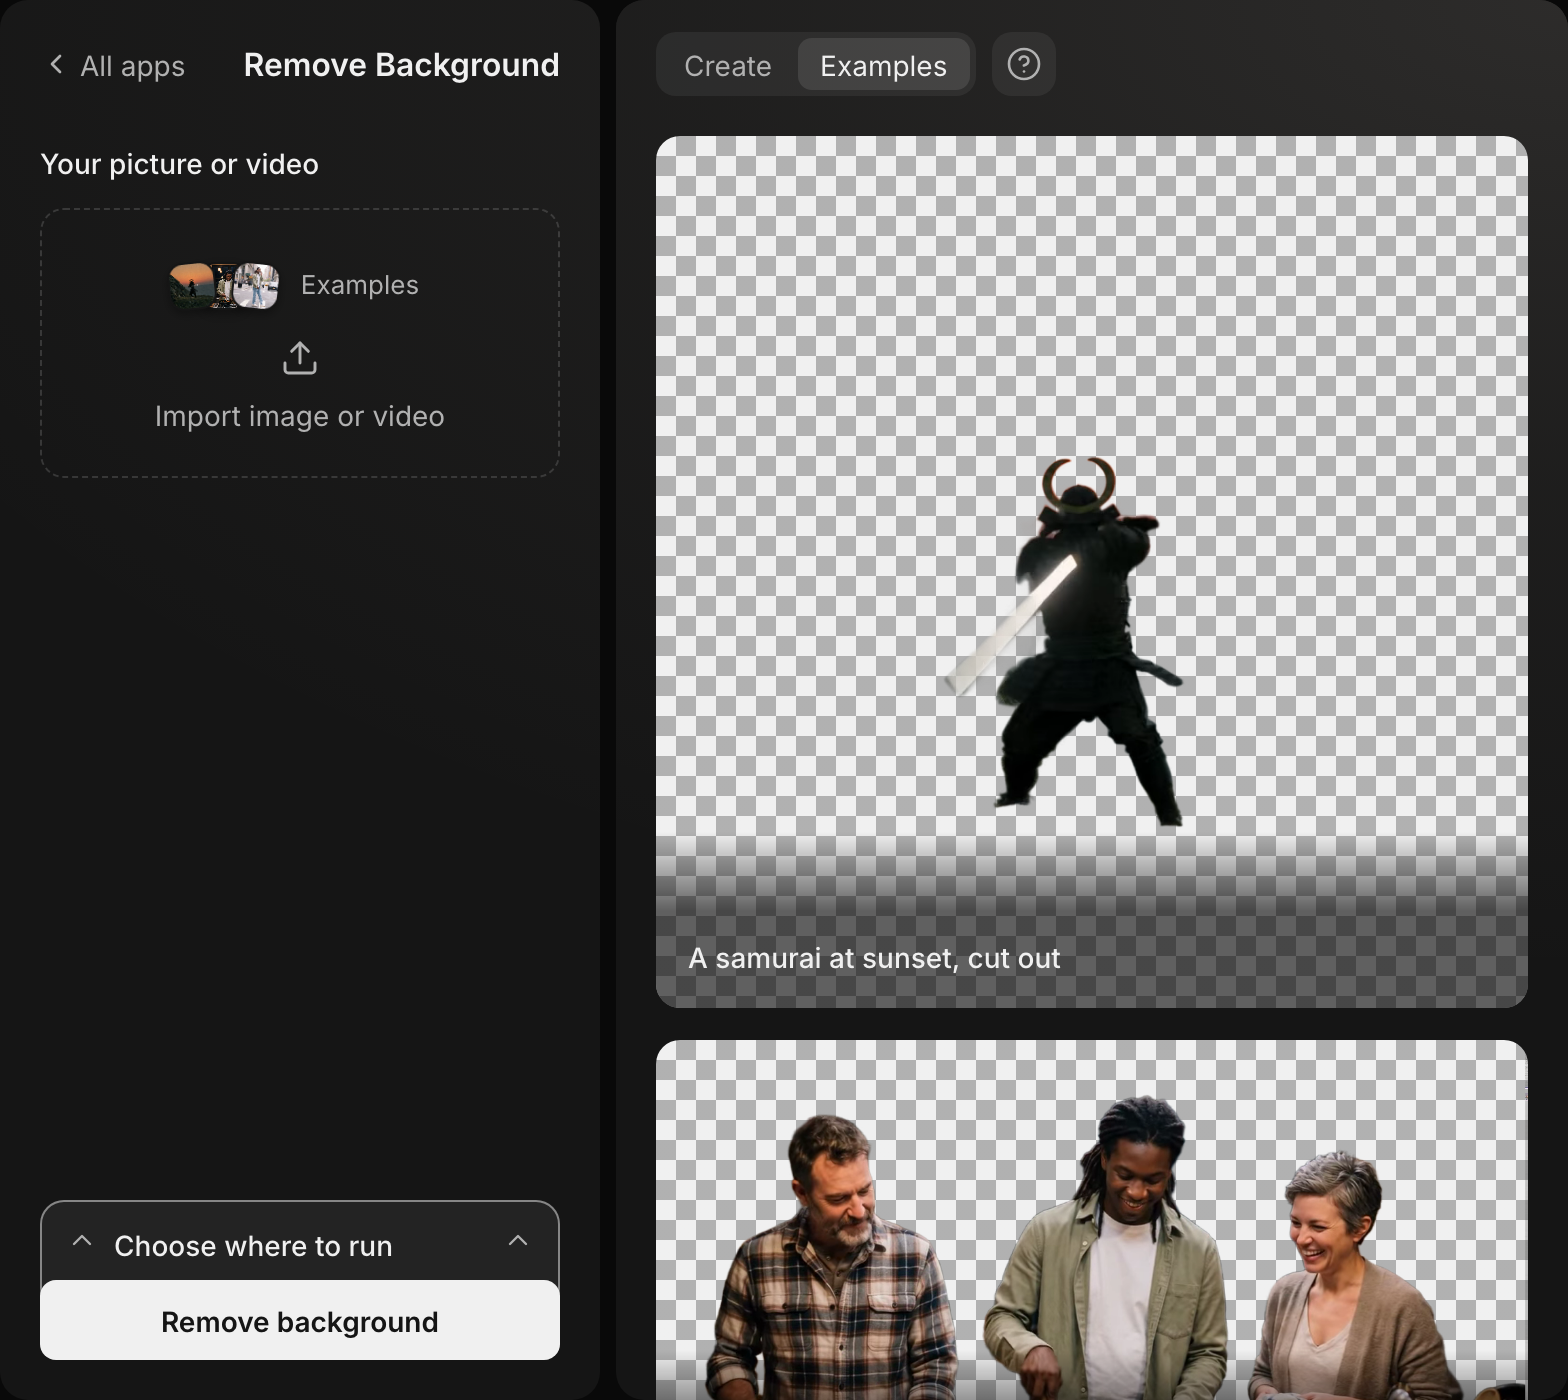 All apps
Remove Background
Your picture or video
Examples
Import image or video
Choose where to run
Remove background
Create
Examples
A samurai at sunset, cut out